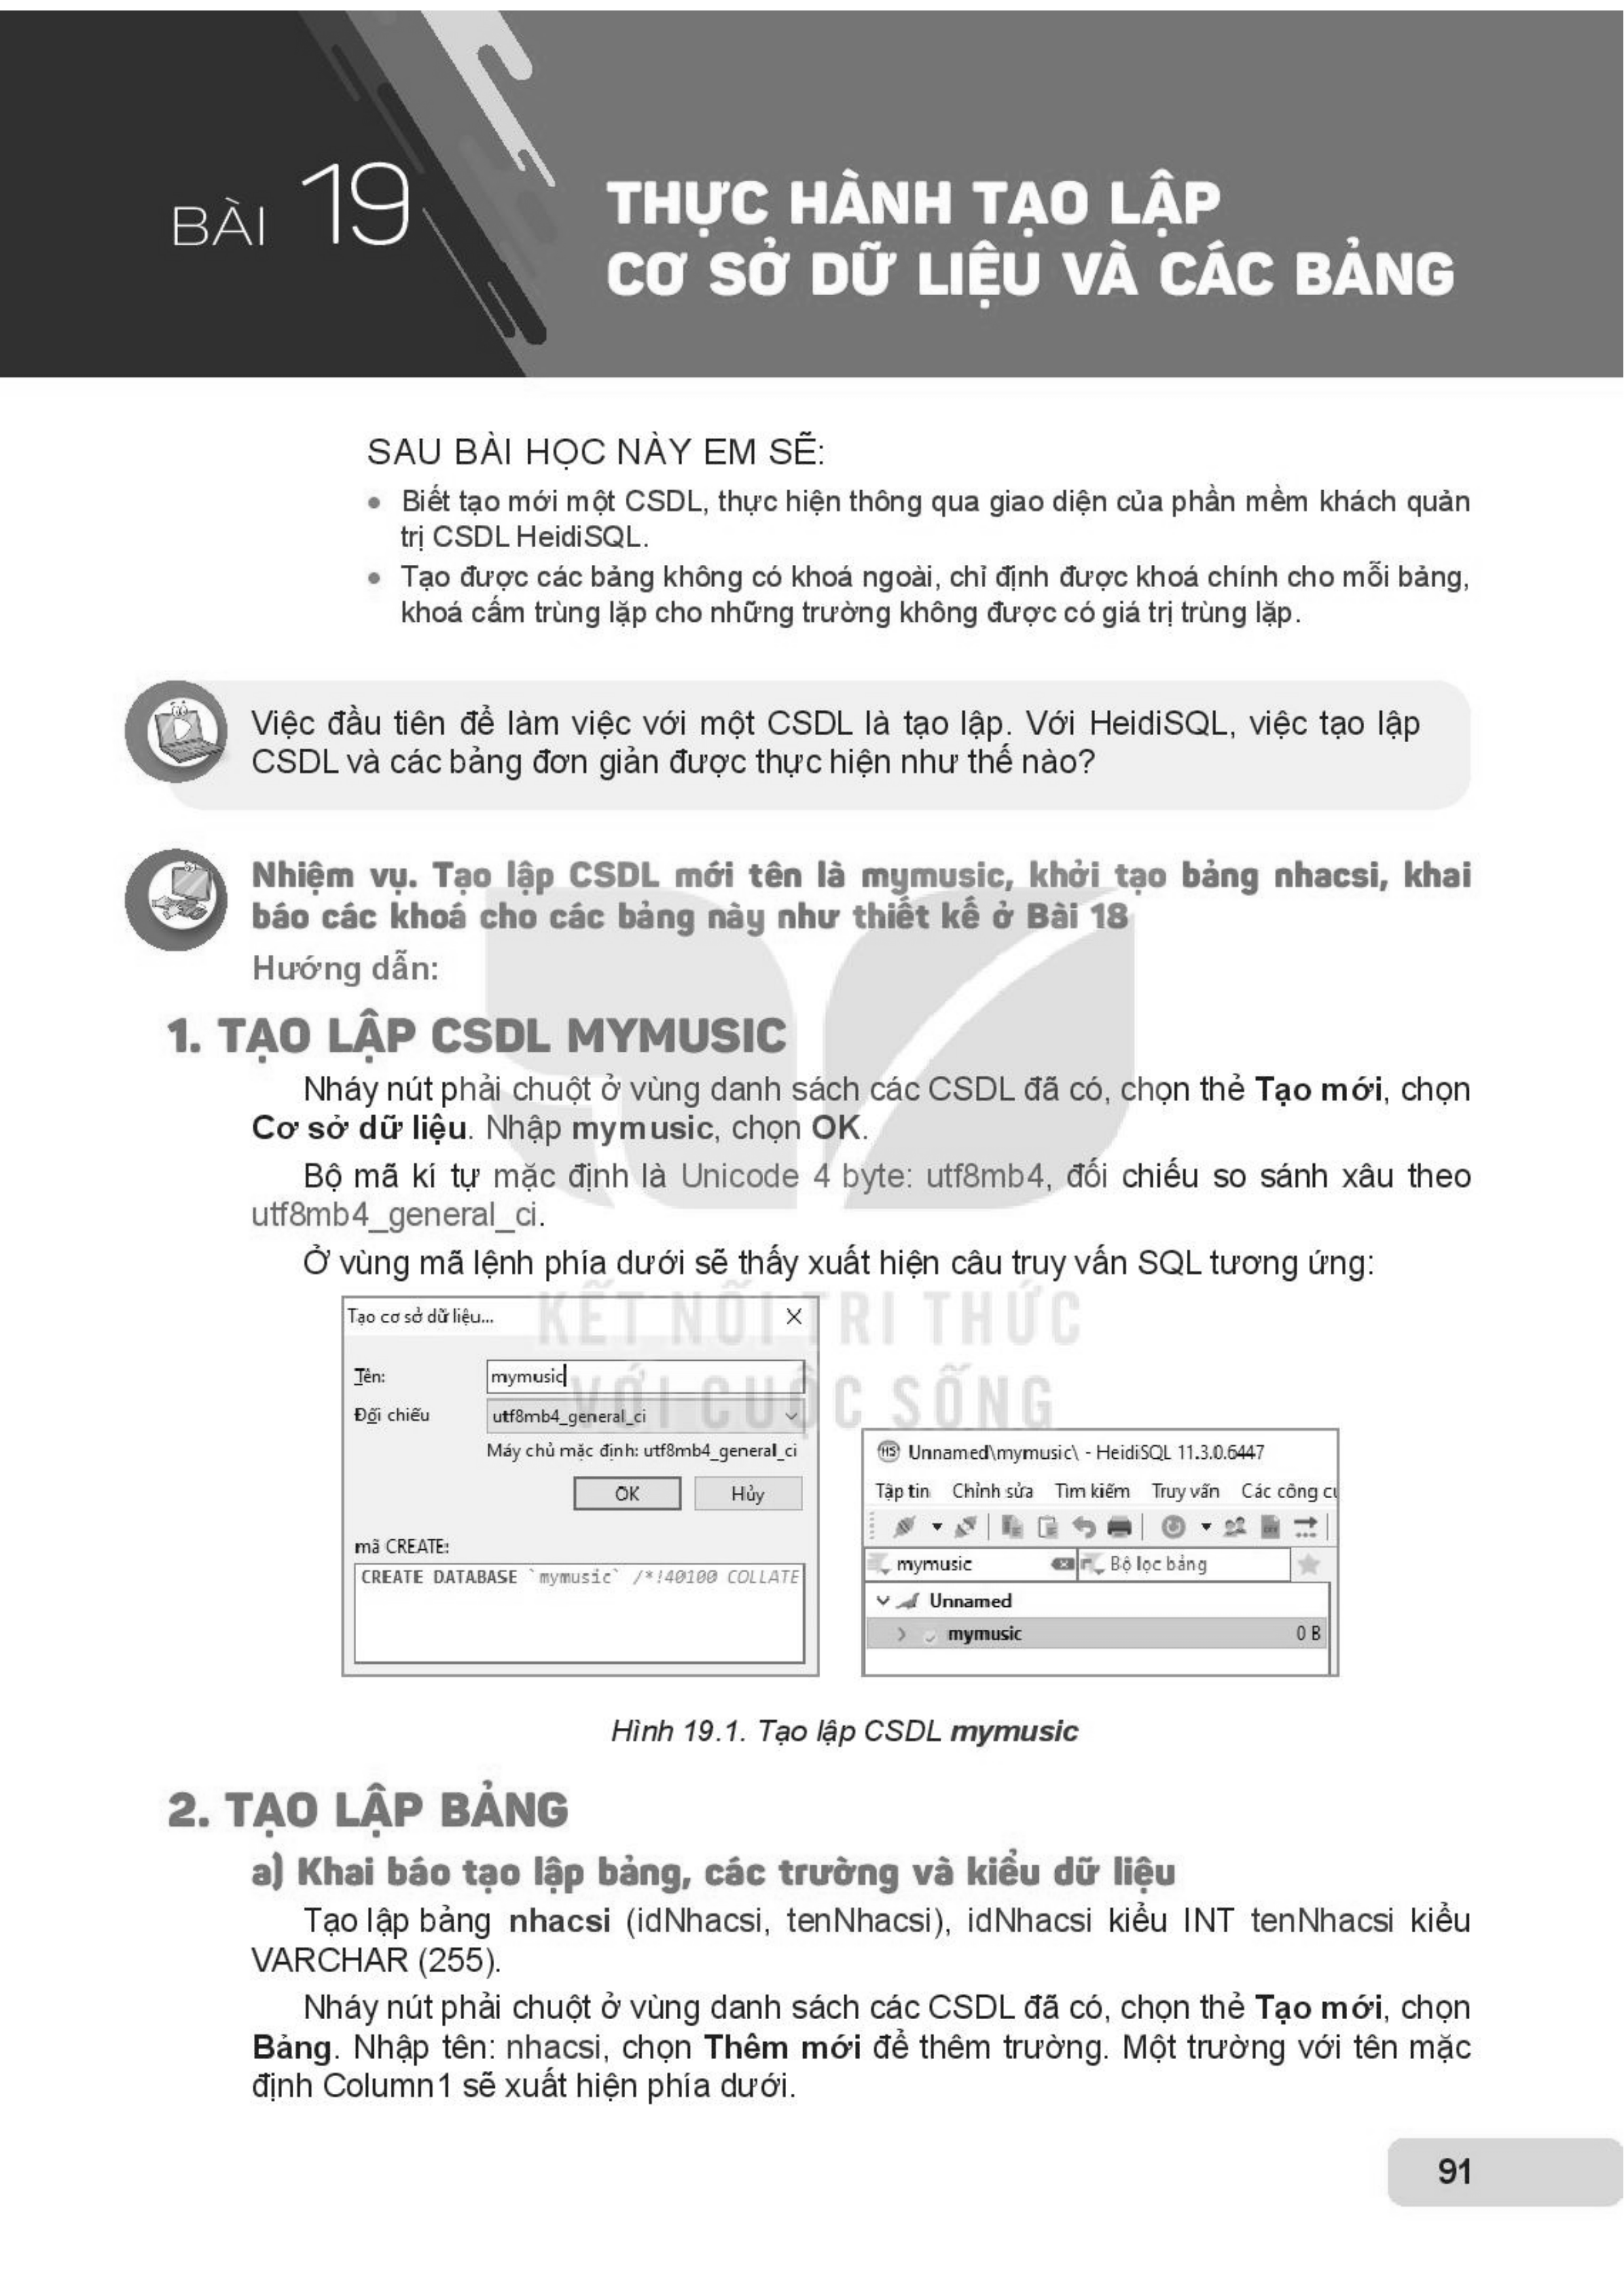 BÀI 19
THỰC HÀNH TẠO LẬP
CƠ SỞ DỮ LIỆU VÀ CÁC BẢNG
SAU BÀI HỌC NÀY EM SẼ:
• Biết tạo mới một CSDL, thực hiện thông qua giao diện của phần mềm khách quản
trị CSDL HeidiSQL.
• Tạo được các bảng không có khoá ngoài, chỉ định được khoá chính cho mỗi bảng,
khoá cấm trùng lặp cho những trường không được có giá trị trùng lặp.
Việc đầu tiên để làm việc với một CSDL là tạo lập. Với HeidiSQL, việc tạo lập
CSDL và các bảng đơn giản được thực hiện như thế nào?
Nhiệm vụ. Tạo lập CSDL mới tên là mymusic, khởi tạo bảng nhacsi, khai
báo các khoá cho các bảng này như thiết kế ở Bài 18
Hướng dẫn:
1. TẠO LẬP CSDL MYMUSIC
Nháy nút phải chuột ở vùng danh sách các CSDL đã có, chọn thẻ Tạo mới, chọn
Cơ sở dữ liệu. Nhập mymusic, chọn OK.
Bộ mã kí tự mặc định là Unicode 4 byte: utf8mb4, đối chiếu so sánh xâu theo
utf8mb4_general_ci.
Ở vùng mã lệnh phía dưới sẽ thấy xuất hiện câu truy vấn SQL tương ứng:
KẾT NỐI TRI THỨC
VỚI CUỘC SỐNG
Tạo cơ sở dữ liệu...
Tên: mymusic
Đối chiếu utf8mb4_general_ci
Máy chủ mặc định: utf8mb4_general_ci
OK Hủy
mã CREATE:
CREATE DATABASE `mymusic` /*!40100 COLLATE
Unnamed\mymusic\ - HeidiSQL 11.3.0.6447
Tập tin Chỉnh sửa Tìm kiếm Truy vấn Các công cụ
mymusic Bộ lọc bảng
Unnamed
mymusic 0 B
Hình 19.1. Tạo lập CSDL mymusic
2. TẠO LẬP BẢNG
a) Khai báo tạo lập bảng, các trường và kiểu dữ liệu
Tạo lập bảng nhacsi (idNhacsi, tenNhacsi), idNhacsi kiểu INT tenNhacsi kiểu
VARCHAR (255).
Nháy nút phải chuột ở vùng danh sách các CSDL đã có, chọn thẻ Tạo mới, chọn
Bảng. Nhập tên: nhacsi, chọn Thêm mới để thêm trường. Một trường với tên mặc
định Column1 sẽ xuất hiện phía dưới.
91